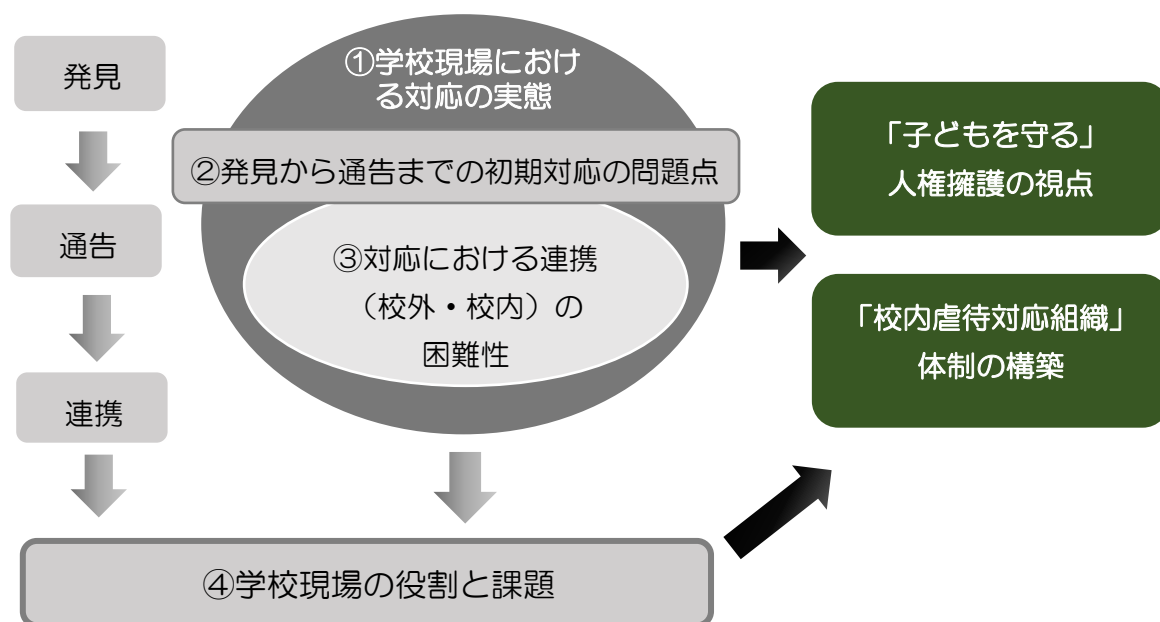 発見
通告
連携
①学校現場におけ
る対応の実態
②発見から通告までの初期対応の問題点
③対応における連携
（校外・校内）の
困難性
④学校現場の役割と課題
「子どもを守る」
人権擁護の視点
「校内虐待対応組織」
体制の構築